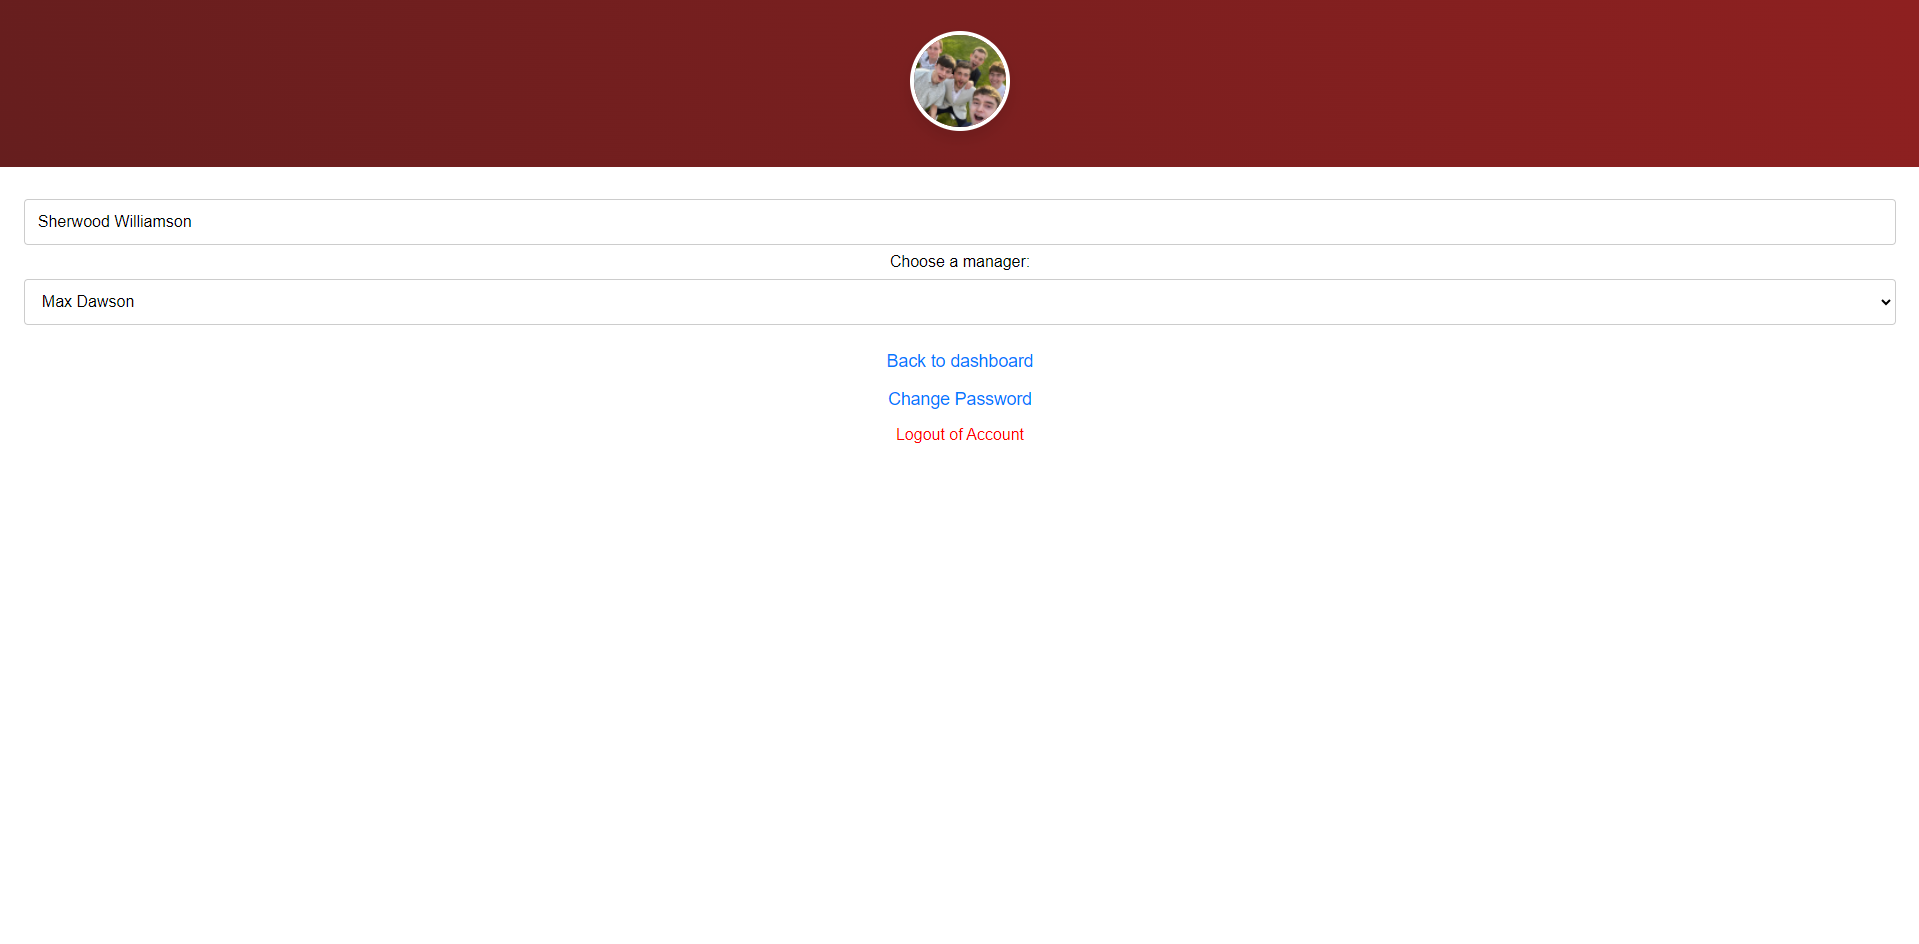 Sherwood Williamson
Choose a manager:
Max Dawson
Back to dashboard
Change Password
Logout of Account